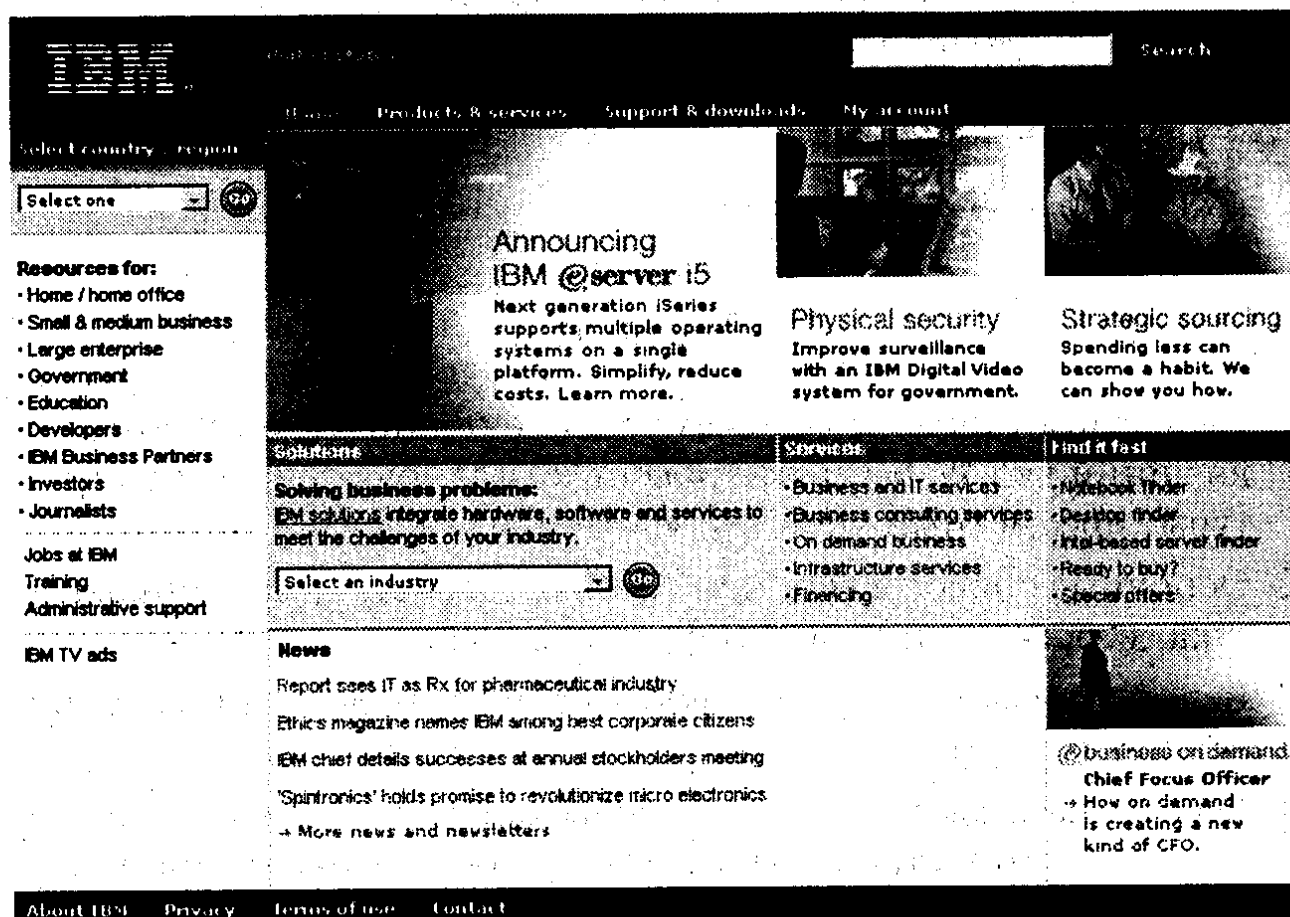 IBM
Search
Home Products & services Support & downloads My account
Select country / region
Select one
Go
Resources for:
· Home / home office
· Small & medium business
· Large enterprise
· Government
· Education
· Developers
· IBM Business Partners
· Investors
· Journalists
Jobs at IBM
Training
Administrative support
IBM TV ads
Announcing
IBM e server i5
Next generation iSeries
supports multiple operating
systems on a single
platform. Simplify, reduce
costs. Learn more.
Physical security
Improve surveillance
with an IBM Digital Video
system for government.
Strategic sourcing
Spending less can
become a habit. We
can show you how.
Solutions
Solving business problems:
IBM solutions integrate hardware, software and services to
meet the challenges of your industry.
Select an industry
Go
Services
· Business and IT services
· Business consulting services
· On demand business
· Infrastructure services
· Financing
Find it fast
· Notebook finder
· Desktop finder
· Intel-based server finder
· Ready to buy?
· Special offers
News
Report sees IT as Rx for pharmaceutical industry
Ethics magazine names IBM among best corporate citizens
IBM chief details successes at annual stockholders meeting
'Spintronics' holds promise to revolutionize micro electronics
→ More news and newsletters
e business on demand
Chief Focus Officer
→ How on demand
is creating a new
kind of CFO.
About IBM Privacy Terms of use Contact